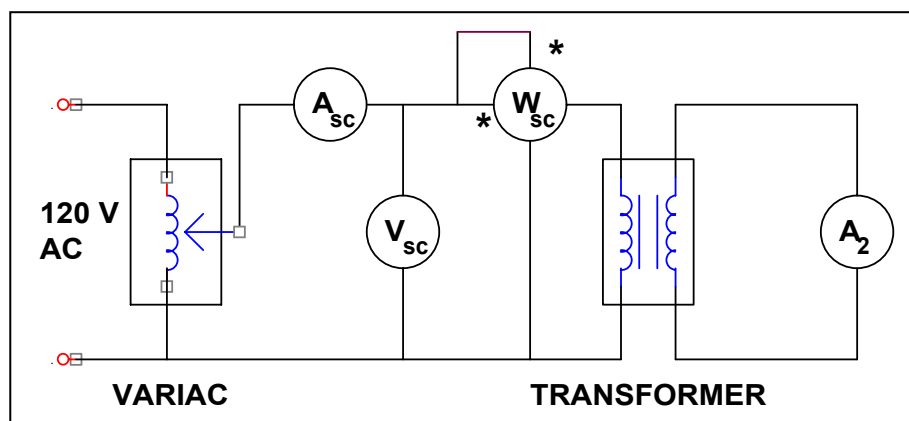 *
A sc
*
W sc
120 V
AC
V sc
A 2
VARIAC
TRANSFORMER